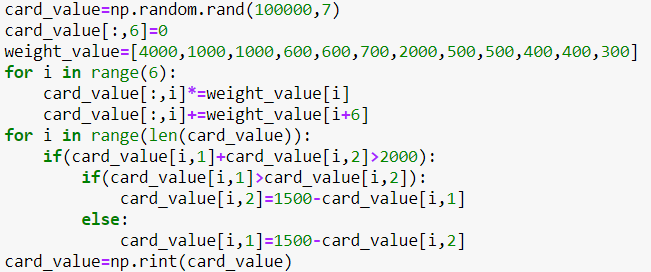 card_value=np.random.rand(100000,7)
card_value[:,6]=0
weight_value=[4000,1000,1000,600,600,700,2000,500,500,400,400,300]
for i in range(6):
    card_value[:,i]*=weight_value[i]
    card_value[:,i]+=weight_value[i+6]
for i in range(len(card_value)):
    if(card_value[i,1]+card_value[i,2]>2000):
        if(card_value[i,1]>card_value[i,2]):
            card_value[i,2]=1500-card_value[i,1]
        else:
            card_value[i,1]=1500-card_value[i,2]
card_value=np.rint(card_value)